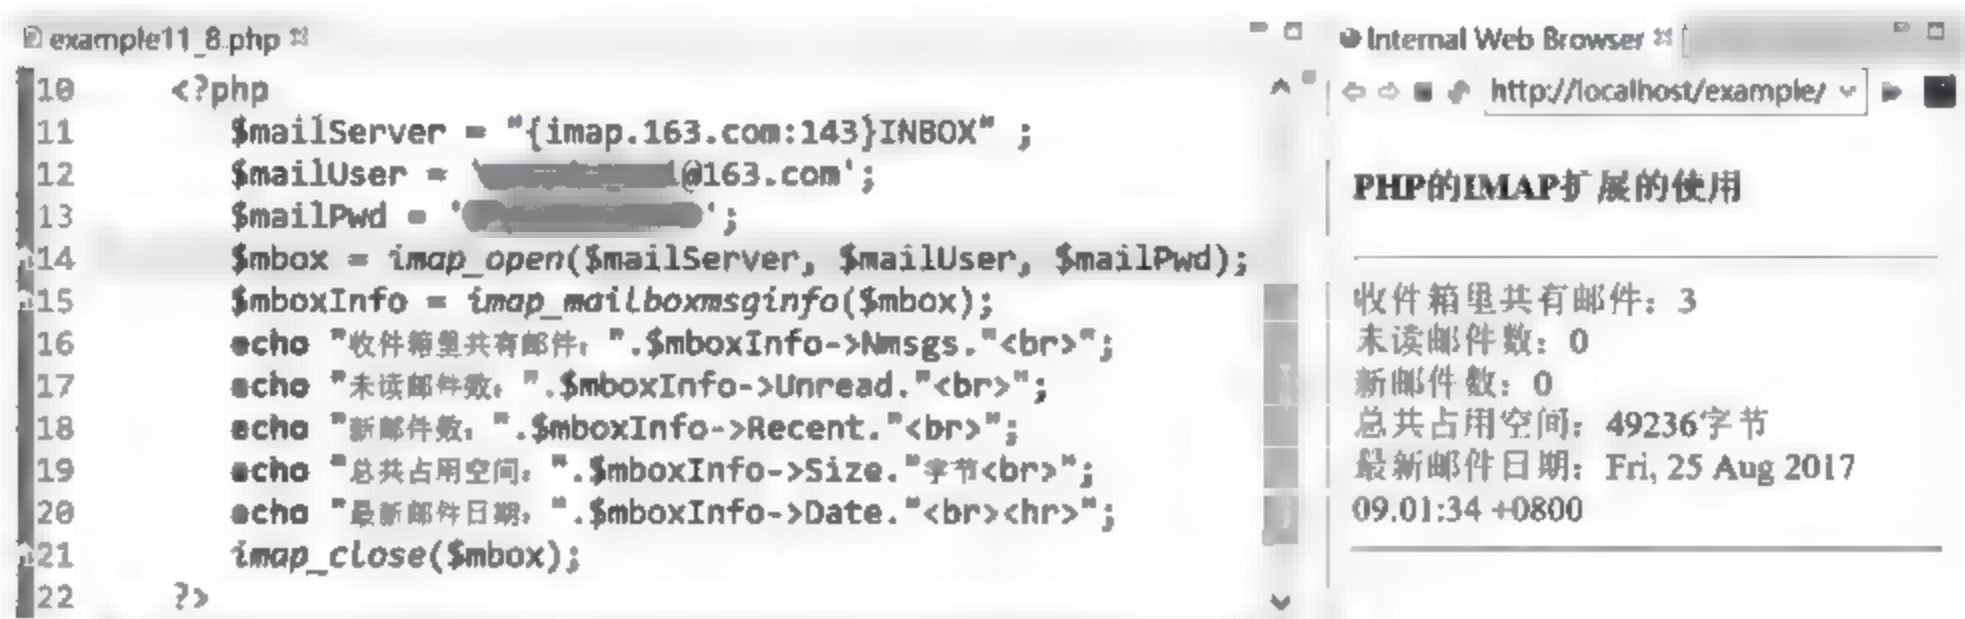 example11_8.php
10 <?php
11 $mailServer = "{imap.163.com:143}INBOX" ;
12 $mailUser = @163.com';
13 $mailPwd = '';
14 $mbox = imap_open($mailServer, $mailUser, $mailPwd);
15 $mboxInfo = imap_mailboxmsginfo($mbox);
16 echo "收件箱里共有邮件：".$mboxInfo->Nmsgs."<br>";
17 echo "未读邮件数：".$mboxInfo->Unread."<br>";
18 echo "新邮件数：".$mboxInfo->Recent."<br>";
19 echo "总共占用空间：".$mboxInfo->Size."字节<br>";
20 echo "最新邮件日期：".$mboxInfo->Date."<br><hr>";
21 imap_close($mbox);
22 ?>
Internal Web Browser
http://localhost/example/
PHP的IMAP扩展的使用
收件箱里共有邮件：3
未读邮件数：0
新邮件数：0
总共占用空间：49236字节
最新邮件日期：Fri, 25 Aug 2017
09:01:34 +0800